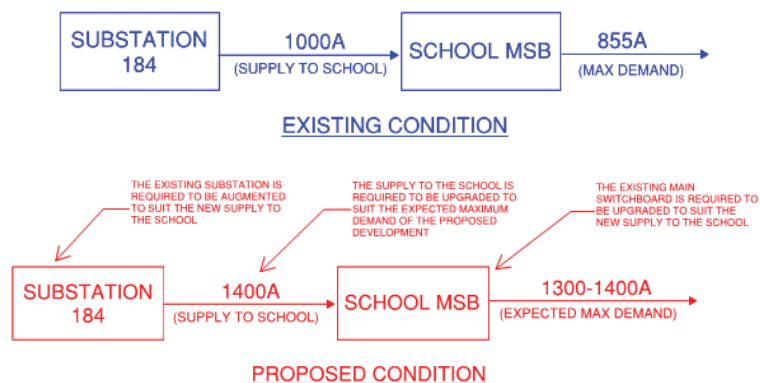 SUBSTATION
184
1000A
(SUPPLY TO SCHOOL)
SCHOOL MSB
855A
(MAX DEMAND)
EXISTING CONDITION
THE EXISTING SUBSTATION IS
REQUIRED TO BE AUGMENTED
TO SUIT THE NEW SUPPLY TO
THE SCHOOL
THE SUPPLY TO THE SCHOOL IS
REQUIRED TO BE UPGRADED TO
SUIT THE EXPECTED MAXIMUM
DEMAND OF THE PROPOSED
DEVELOPMENT
THE EXISTING MAIN
SWITCHBOARD IS REQUIRED TO
BE UPGRADED TO SUIT THE
NEW SUPPLY TO THE SCHOOL
SUBSTATION
184
1400A
(SUPPLY TO SCHOOL)
SCHOOL MSB
1300-1400A
(EXPECTED MAX DEMAND)
PROPOSED CONDITION